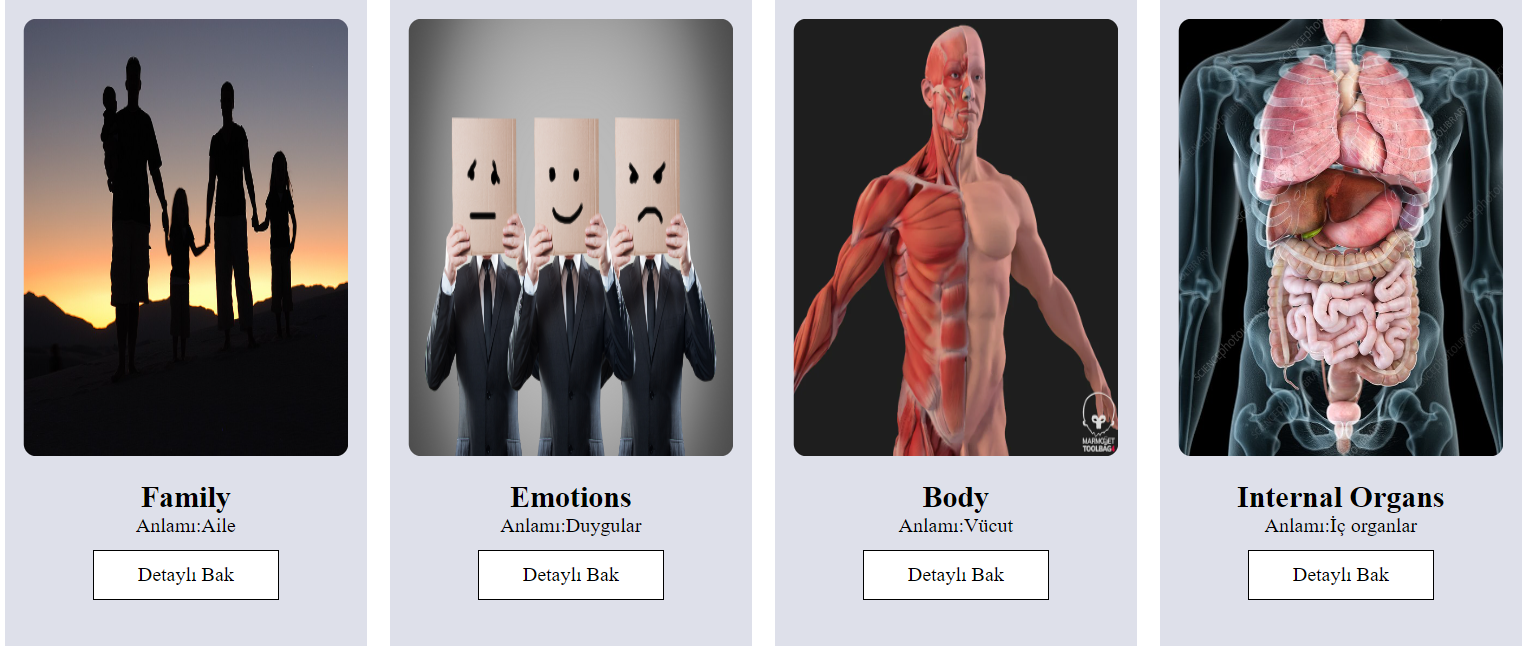 MARMOSET
TOOLBAG
Family
Anlamı:Aile
Detaylı Bak
Emotions
Anlamı:Duygular
Detaylı Bak
Body
Anlamı:Vücut
Detaylı Bak
Internal Organs
Anlamı:İç organlar
Detaylı Bak